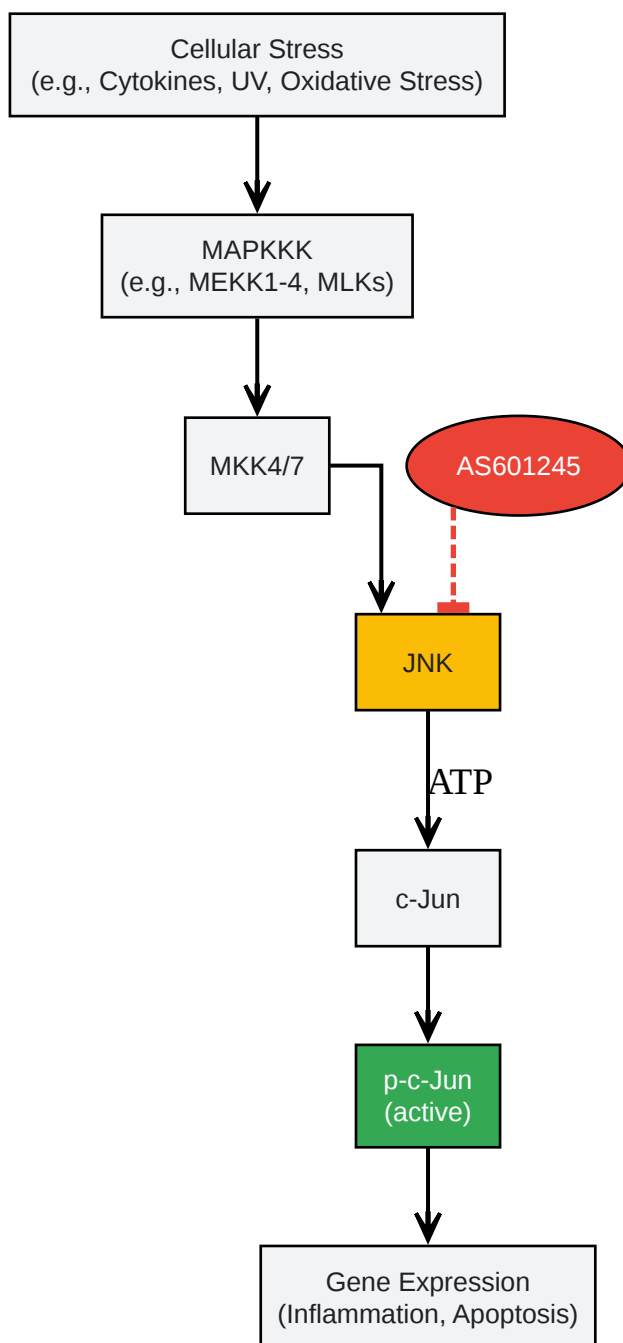 Cellular Stress
(e.g., Cytokines, UV, Oxidative Stress)
MAPKKK
(e.g., MEKK1-4, MLKs)
MKK4/7
AS601245
JNK
ATP
c-Jun
p-c-Jun
(active)
Gene Expression
(Inflammation, Apoptosis)